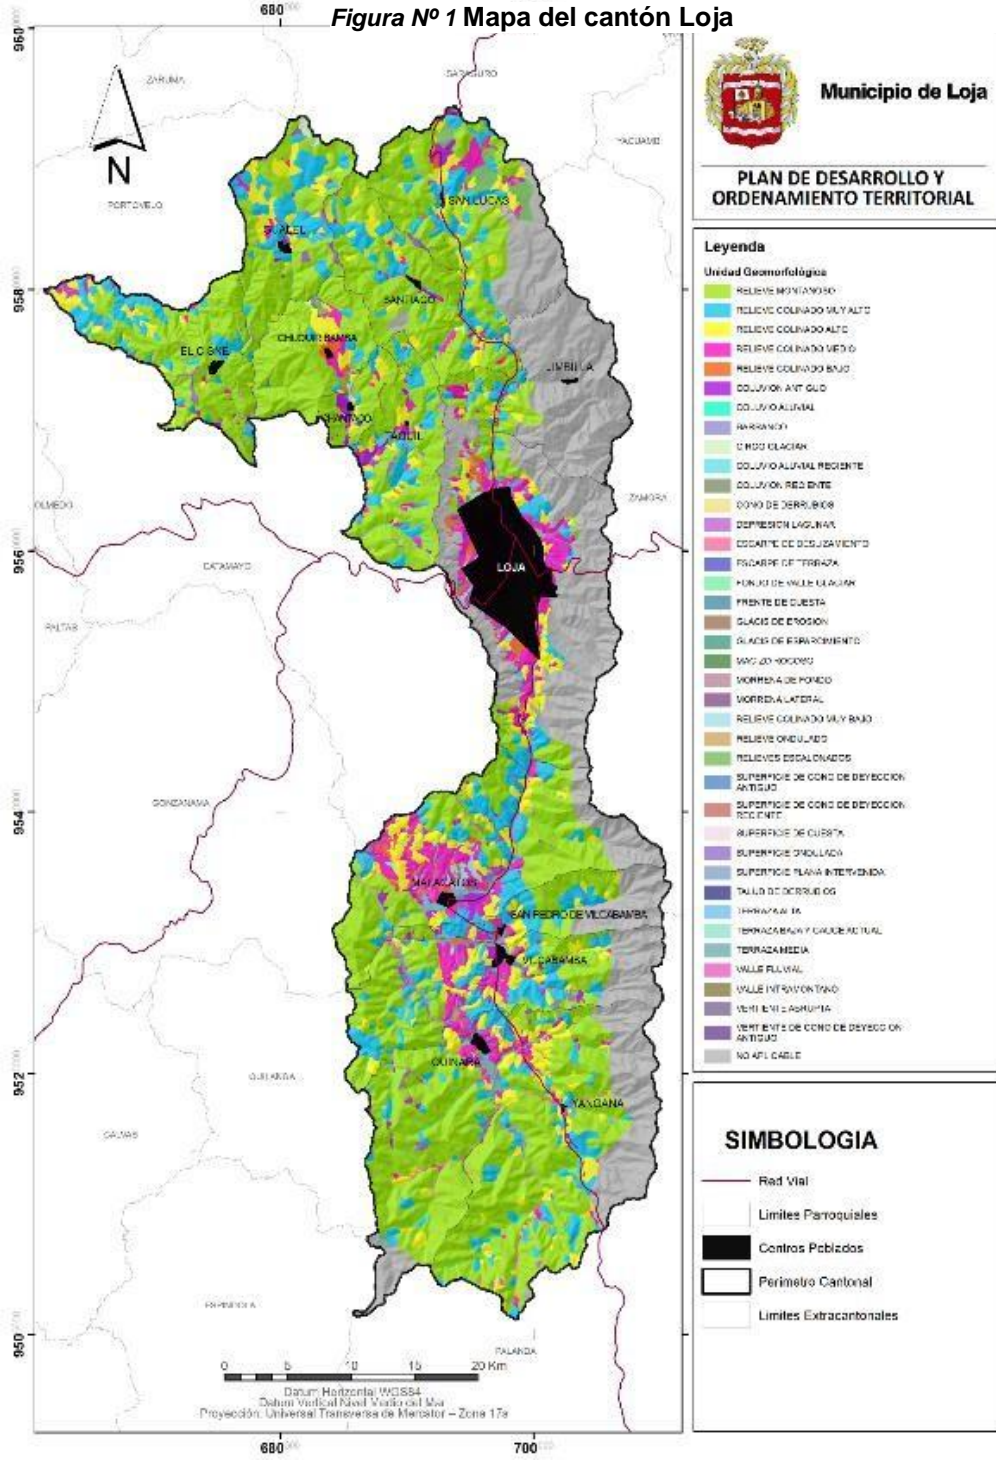 Figura Nº 1 Mapa del cantón Loja
680
700
960
958
956
954
952
950
ZARUMA
SARAGURO
YACUAMBI
PORTOVELO
N
SAN LUCAS
GUALEL
SANTIAGO
CHUQUIRIBAMBA
EL CISNE
JIMBILLA
CHANTACO
TAQUIL
OLMEDO
ZAMORA
CATAMAYO
LOJA
PALTAS
GONZANAMA
MALACATOS
SAN PEDRO DE VILCABAMBA
VILCABAMBA
QUINARA
QUILANGA
YANGANA
CALVAS
ESPINDOLA
PALANDA
0 5 10 15 20 Km
Datum Horizontal WGS84
Datum Vertical Nivel Medio del Mar
Proyección: Universal Transversa de Mercator – Zona 17s
680
700
Municipio de Loja
PLAN DE DESARROLLO Y
ORDENAMIENTO TERRITORIAL
Leyenda
Unidad Geomorfológica
RELIEVE MONTAÑOSO
RELIEVE COLINADO MUY ALTO
RELIEVE COLINADO ALTO
RELIEVE COLINADO MEDIO
RELIEVE COLINADO BAJO
COLUVION ANTIGUO
COLUVIO ALUVIAL
BARRANCO
CIRCO GLACIAR
COLUVIO ALUVIAL RECIENTE
COLUVION RECIENTE
CONO DE DERRUBIOS
DEPRESION LAGUNAR
ESCARPE DE DESLIZAMIENTO
ESCARPE DE TERRAZA
FONDO DE VALLE GLACIAR
FRENTE DE CUESTA
GLACIS DE EROSION
GLACIS DE ESPARCIMIENTO
MACIZO ROCOSO
MORRENA DE FONDO
MORRENA LATERAL
RELIEVE COLINADO MUY BAJO
RELIEVE ONDULADO
RELIEVES ESCALONADOS
SUPERFICIE DE CONO DE DEYECCION
ANTIGUO
SUPERFICIE DE CONO DE DEYECCION
RECIENTE
SUPERFICIE DE CUESTA
SUPERFICIE ONDULADA
SUPERFICIE PLANA INTERVENIDA
TALUD DE DERRUBIOS
TERRAZA ALTA
TERRAZA BAJA Y CAUCE ACTUAL
TERRAZA MEDIA
VALLE FLUVIAL
VALLE INTRAMONTANO
VERTIENTE ABRUPTA
VERTIENTE DE CONO DE DEYECCION
ANTIGUO
NO APLICABLE
SIMBOLOGIA
Red Vial
Limites Parroquiales
Centros Poblados
Perimetro Cantonal
Limites Extracantonales